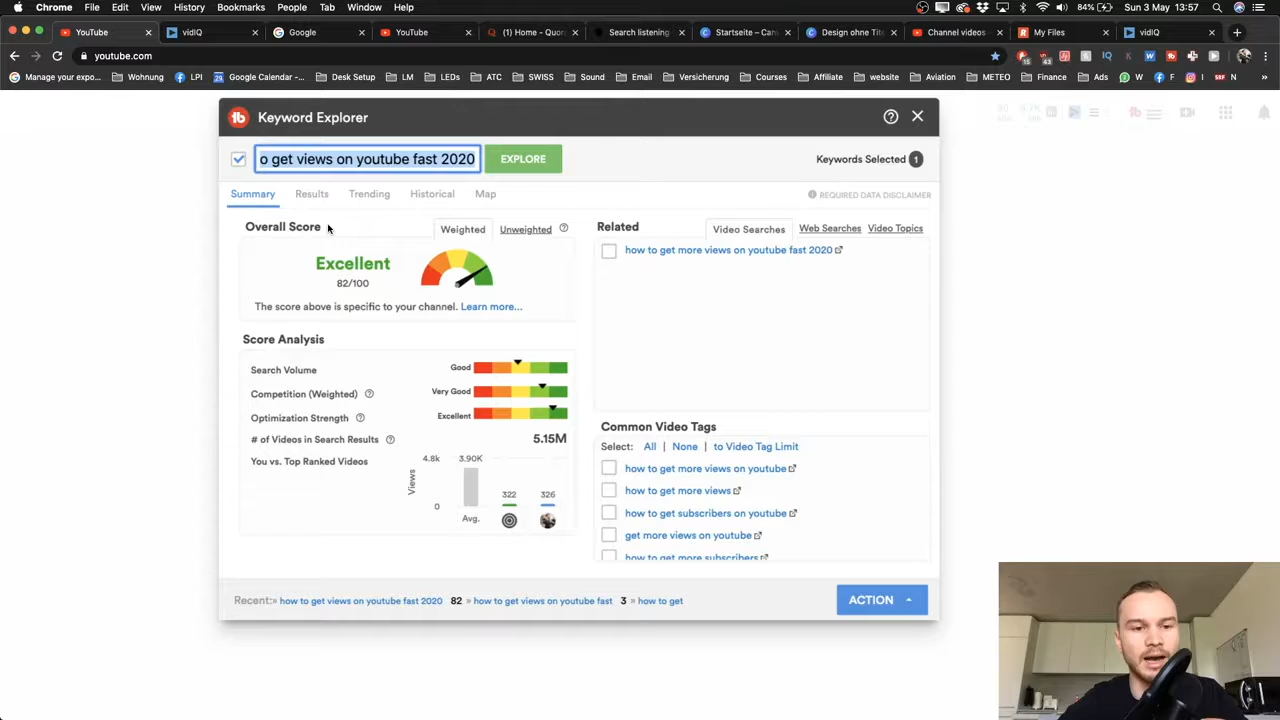 Chrome File Edit View History Bookmarks People Tab Window Help 84% Sun 3 May 13:57
YouTube vidIQ Google YouTube (1) Home - Quor Search listening Startseite – Can Design ohne Tite Channel videos My Files vidIQ
youtube.com
Manage your expo... Wohnung LPI Google Calendar -... Desk Setup LM LEDs ATC SWISS Sound Email Versicherung Courses Affiliate website Aviation METEO Finance Ads W F I N
Keyword Explorer
o get views on youtube fast 2020 EXPLORE Keywords Selected 1
Summary Results Trending Historical Map REQUIRED DATA DISCLAIMER
Overall Score Weighted Unweighted
Excellent
82/100
The score above is specific to your channel. Learn more...
Score Analysis
Search Volume Good
Competition (Weighted) Very Good
Optimization Strength Excellent
# of Videos in Search Results 5.15M
You vs. Top Ranked Videos
Views
4.8k 3.90K
322 326
0
Avg.
Related Video Searches Web Searches Video Topics
how to get more views on youtube fast 2020
Common Video Tags
Select: All | None | to Video Tag Limit
how to get more views on youtube
how to get more views
how to get subscribers on youtube
get more views on youtube
how to get more subscribers
Recent: » how to get views on youtube fast 2020 82 » how to get views on youtube fast 3 » how to get
ACTION